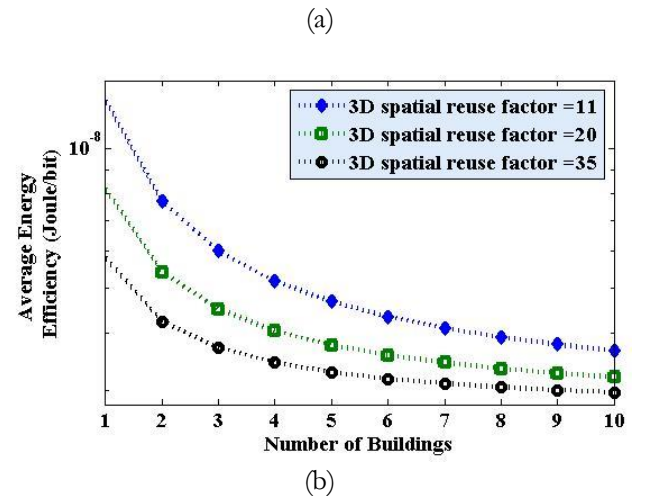 (a)
3D spatial reuse factor =11
3D spatial reuse factor =20
3D spatial reuse factor =35
10-8
Average Energy
Efficiency (Joule/bit)
1 2 3 4 5 6 7 8 9 10
Number of Buildings
(b)